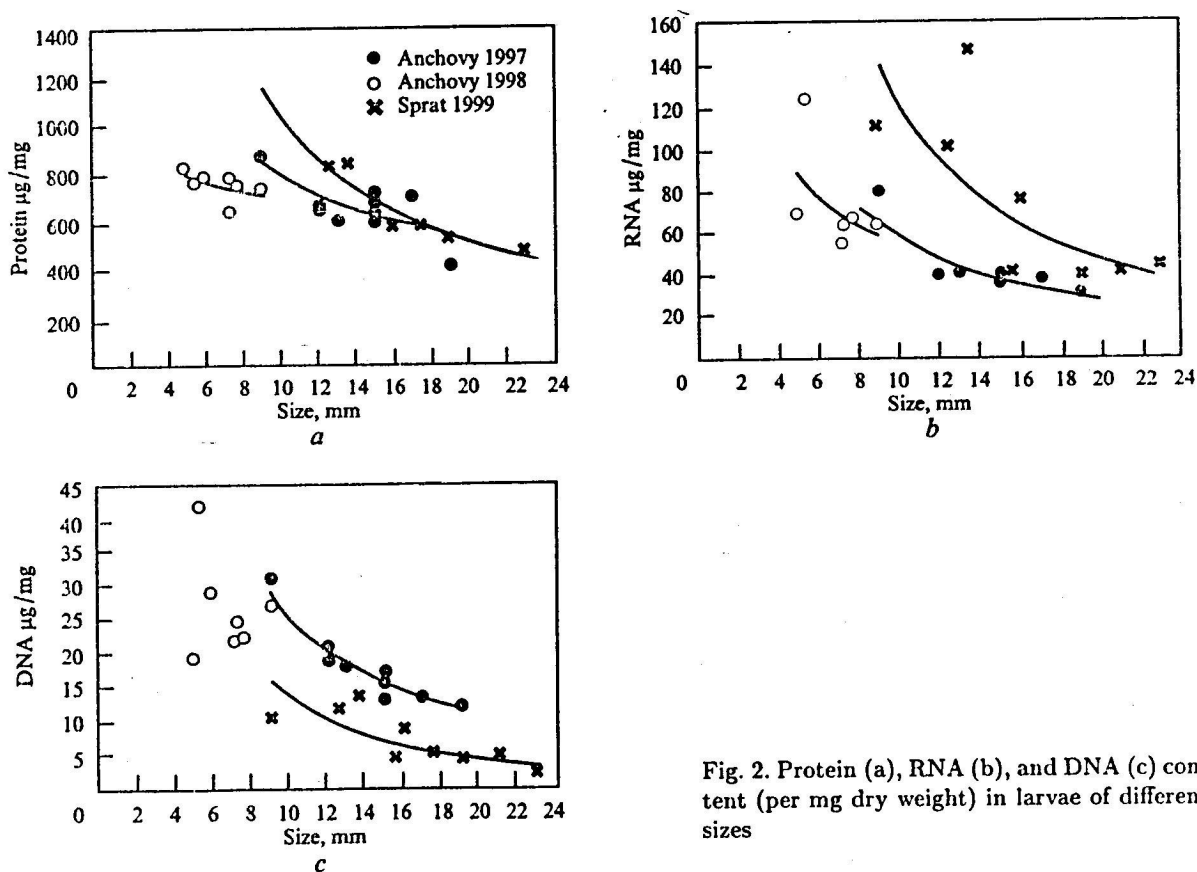 1400
1200
1000
800
600
400
200
0
Protein µg/mg
● Anchovy 1997
○ Anchovy 1998
✖ Sprat 1999
2 4 6 8 10 12 14 16 18 20 22 24
Size, mm
a
160
140
120
100
80
60
40
20
0
RNA µg/mg
2 4 6 8 10 12 14 16 18 20 22 24
Size, mm
b
45
40
35
30
25
20
15
10
5
0
DNA µg/mg
2 4 6 8 10 12 14 16 18 20 22 24
Size, mm
c
Fig. 2. Protein (a), RNA (b), and DNA (c) con-
tent (per mg dry weight) in larvae of differen
sizes